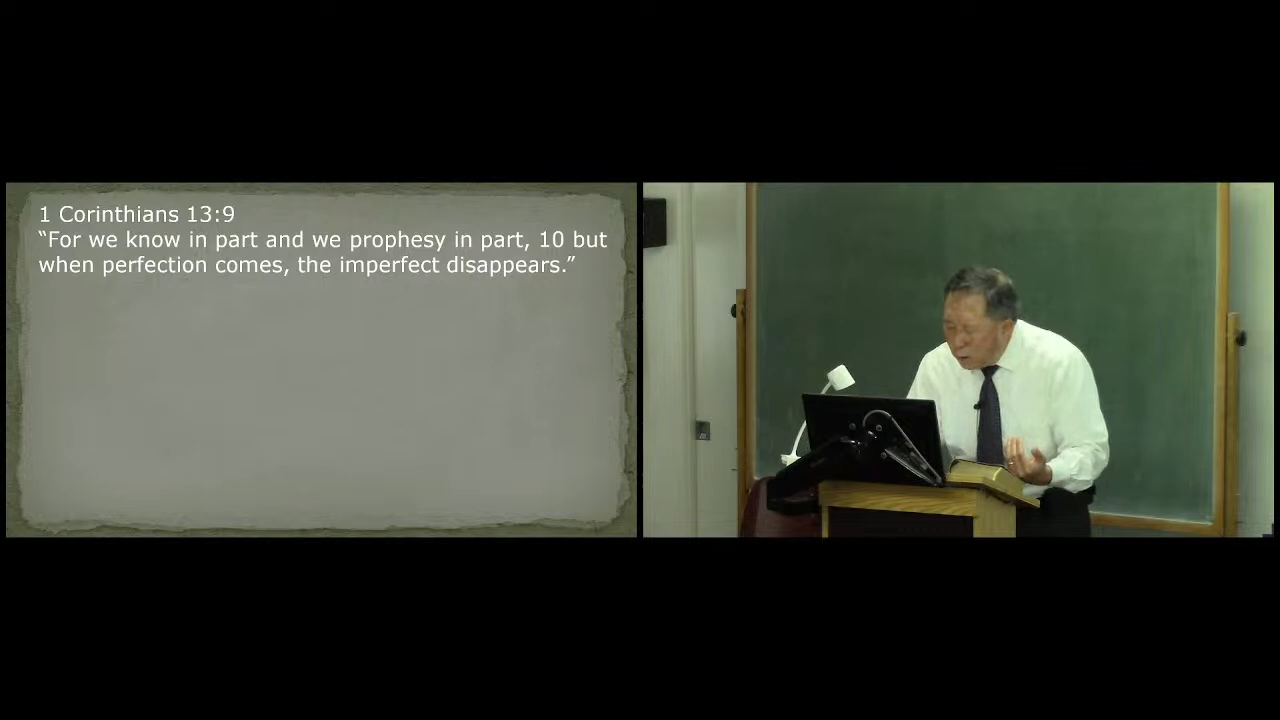 1 Corinthians 13:9
“For we know in part and we prophesy in part, 10 but
when perfection comes, the imperfect disappears.”